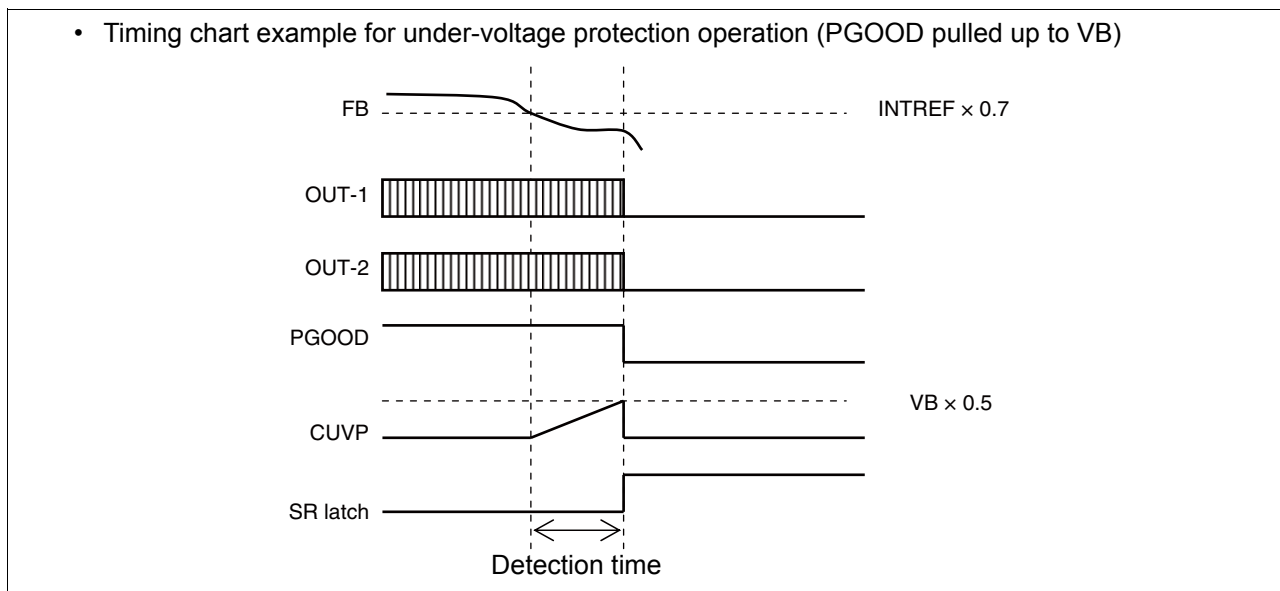 • Timing chart example for under-voltage protection operation (PGOOD pulled up to VB)
FB
INTREF × 0.7
OUT-1
OUT-2
PGOOD
VB × 0.5
CUVP
SR latch
Detection time